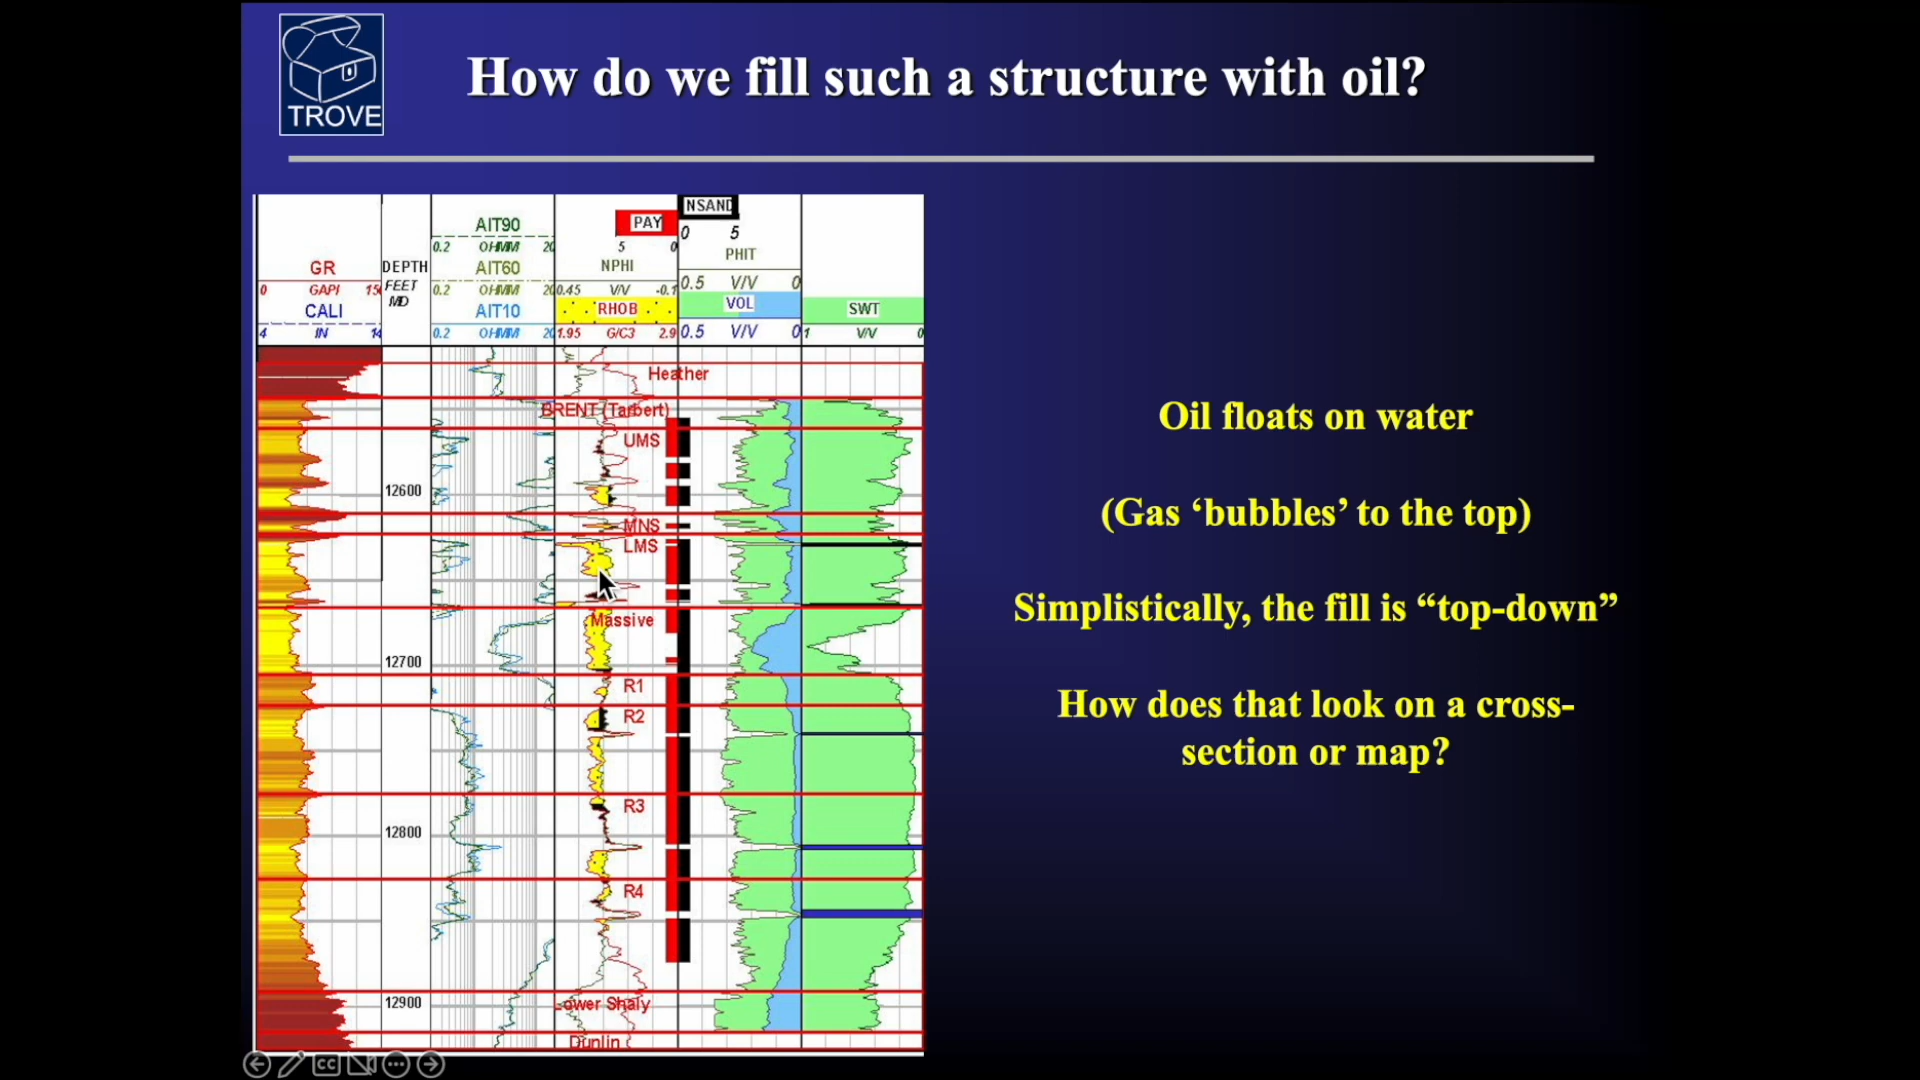 TROVE
How do we fill such a structure with oil?
NSAND
PAY
0 5
AIT90
0.2 OHMM 20
5 0
PHIT
GR
DEPTH
AIT60
NPHI
0 GAPI 150
FEET
0.2 OHMM 20
0.45 V/V -0.1
0.5 V/V 0
MD
CALI
AIT10
RHOB
VOL
SWT
4 IN 14
0.2 OHMM 20
1.95 G/C3 2.9
0.5 V/V 0
1 V/V 0
Heather
BRENT (Tarbert)
UMS
12600
MNS
LMS
Massive
12700
R1
R2
R3
12800
R4
12900
Lower Shaly
Dunlin
Oil floats on water
(Gas ‘bubbles’ to the top)
Simplistically, the fill is “top-down”
How does that look on a cross-
section or map?
CC